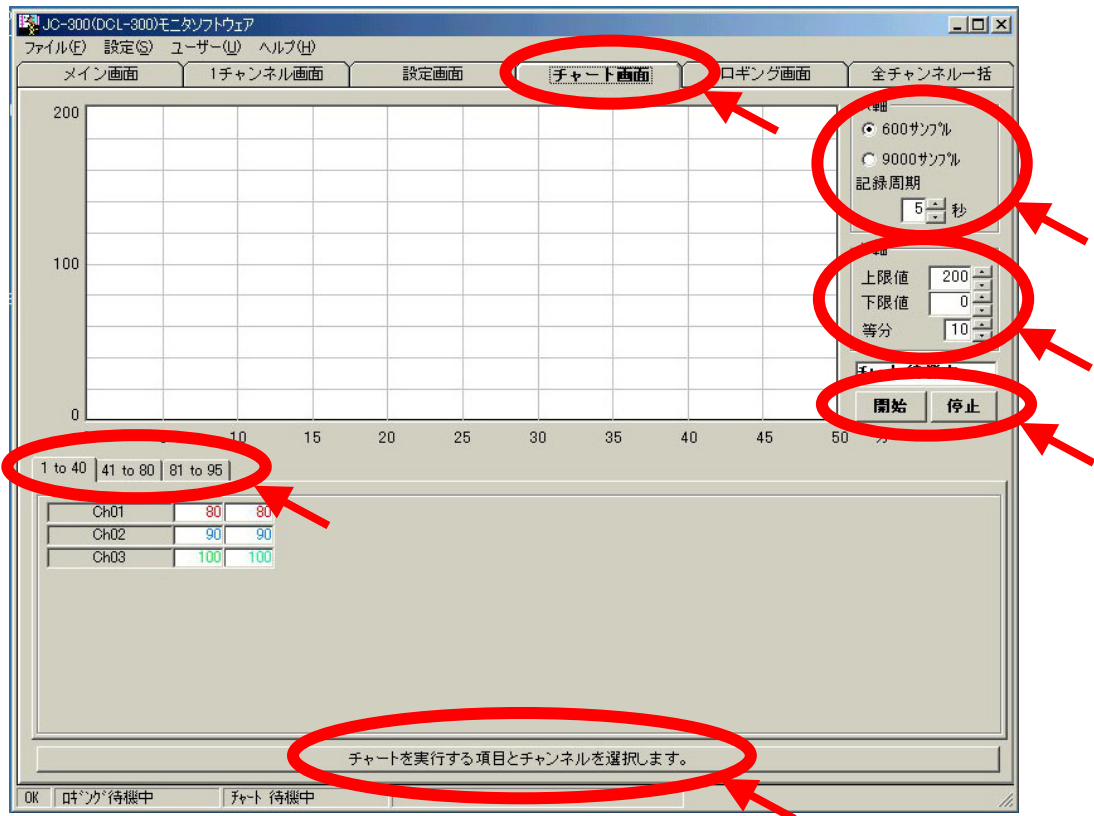 JC-300(DCL-300)モニタソフトウェア
ファイル(F) 設定(S) ユーザー(U) ヘルプ(H)
メイン画面 1チャンネル画面 設定画面 チャート画面 ロギング画面 全チャンネル一括
200
100
0
10 15 20 25 30 35 40 45 50
600サンプル
9000サンプル
記録周期
5 秒
上限値 200
下限値 0
等分 10
開始 停止
1 to 40 41 to 80 81 to 95
Ch01 80 80
Ch02 90 90
Ch03 100 100
チャートを実行する項目とチャンネルを選択します。
OK ロギング待機中 チャート 待機中